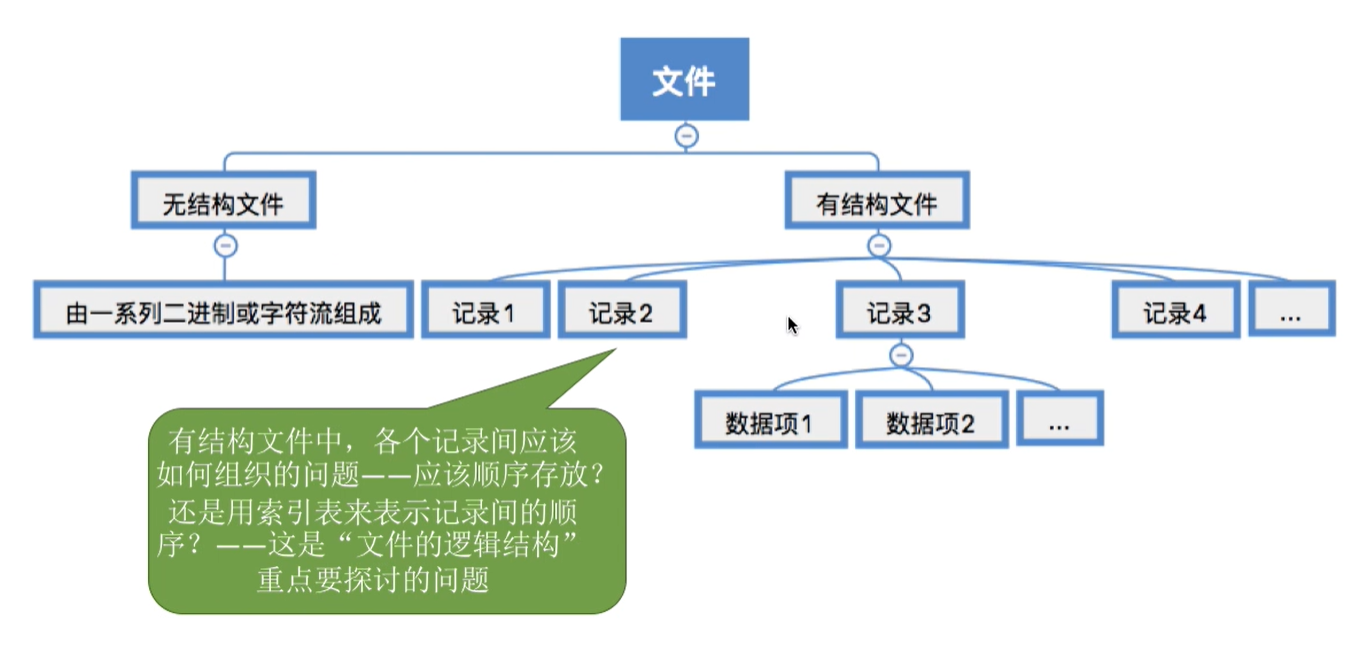 文件
无结构文件
有结构文件
由一系列二进制或字符流组成
记录1
记录2
记录3
记录4
...
数据项1
数据项2
...
有结构文件中，各个记录间应该
如何组织的问题——应该顺序存放？
还是用索引表来表示记录间的顺
序？——这是“文件的逻辑结构”
重点要探讨的问题